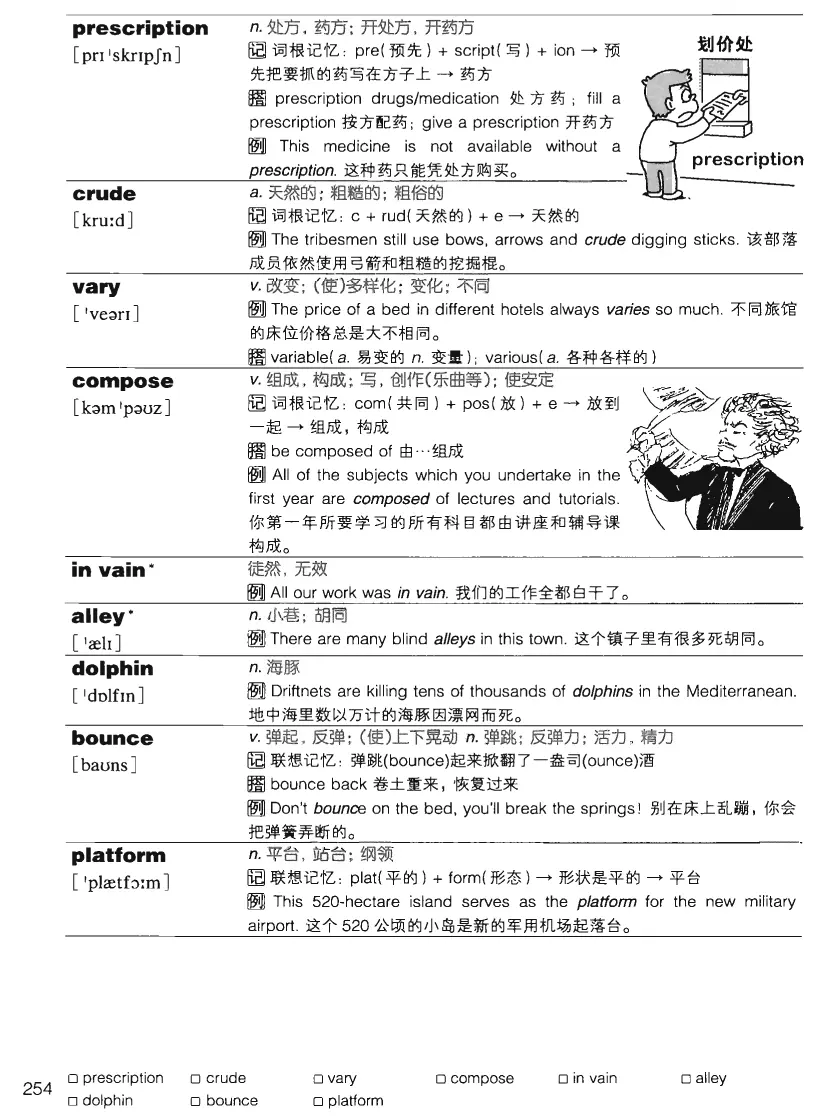 prescription n. 处方, 药方; 开处方, 开药方
[prɪˈskrɪpʃn] 记 词根记忆: pre(预先) + script(写) + ion → 预
先把要抓的药写在方子上 → 药方
搭 prescription drugs/medication 处方药; fill a
prescription 按方配药; give a prescription 开药方
例 This medicine is not available without a
prescription. 这种药只能凭处方购买。
划价处
prescription
crude a. 天然的; 粗糙的; 粗俗的
[kruːd] 记 词根记忆: c + rud(天然的) + e → 天然的
例 The tribesmen still use bows, arrows and crude digging sticks. 该部落
成员依然使用弓箭和粗糙的挖掘棍。
vary v. 改变; (使)多样化; 变化; 不同
[ˈveərɪ] 例 The price of a bed in different hotels always varies so much. 不同旅馆
的床位价格总是大不相同。
搭 variable(a. 易变的 n. 变量); various(a. 各种各样的)
compose v. 组成, 构成; 写, 创作(乐曲等); 使安定
[kəmˈpəʊz] 记 词根记忆: com(共同) + pos(放) + e → 放到
一起 → 组成, 构成
搭 be composed of 由…组成
例 All of the subjects which you undertake in the
first year are composed of lectures and tutorials.
你第一年所要学习的所有科目都由讲座和辅导课
构成。
in vain* 徒然, 无效
例 All our work was in vain. 我们的工作全都白干了。
alley* n. 小巷; 胡同
[ˈælɪ] 例 There are many blind alleys in this town. 这个镇子里有很多死胡同。
dolphin n. 海豚
[ˈdɒlfɪn] 例 Driftnets are killing tens of thousands of dolphins in the Mediterranean.
地中海里数以万计的海豚因漂网而死。
bounce v. 弹起, 反弹; (使)上下晃动 n. 弹跳; 反弹力; 活力, 精力
[baʊns] 记 联想记忆: 弹跳(bounce)起来掀翻了一盎司(ounce)酒
搭 bounce back 卷土重来, 恢复过来
例 Don't bounce on the bed, you'll break the springs! 别在床上乱蹦, 你会
把弹簧弄断的。
platform n. 平台, 站台; 纲领
[ˈplætfɔːm] 记 联想记忆: plat(平的) + form(形态) → 形状是平的 → 平台
例 This 520-hectare island serves as the platform for the new military
airport. 这个 520 公顷的小岛是新的军用机场起落台。
254 □ prescription □ crude □ vary □ compose □ in vain □ alley
□ dolphin □ bounce □ platform